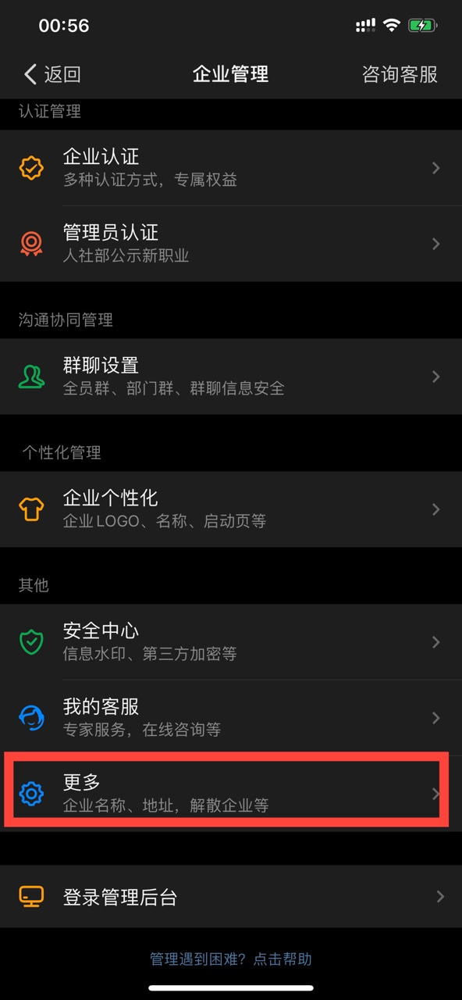 00:56
返回
企业管理
咨询客服
认证管理
企业认证
多种认证方式，专属权益
管理员认证
人社部公示新职业
沟通协同管理
群聊设置
全员群、部门群、群聊信息安全
个性化管理
企业个性化
企业LOGO、名称、启动页等
其他
安全中心
信息水印、第三方加密等
我的客服
专家服务，在线咨询等
更多
企业名称、地址，解散企业等
登录管理后台
管理遇到困难？点击帮助